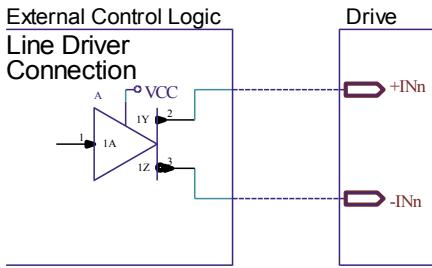 External Control Logic
Drive
Line Driver
Connection
A
VCC
+INn
1Y
2
1
1A
1Z
3
-INn